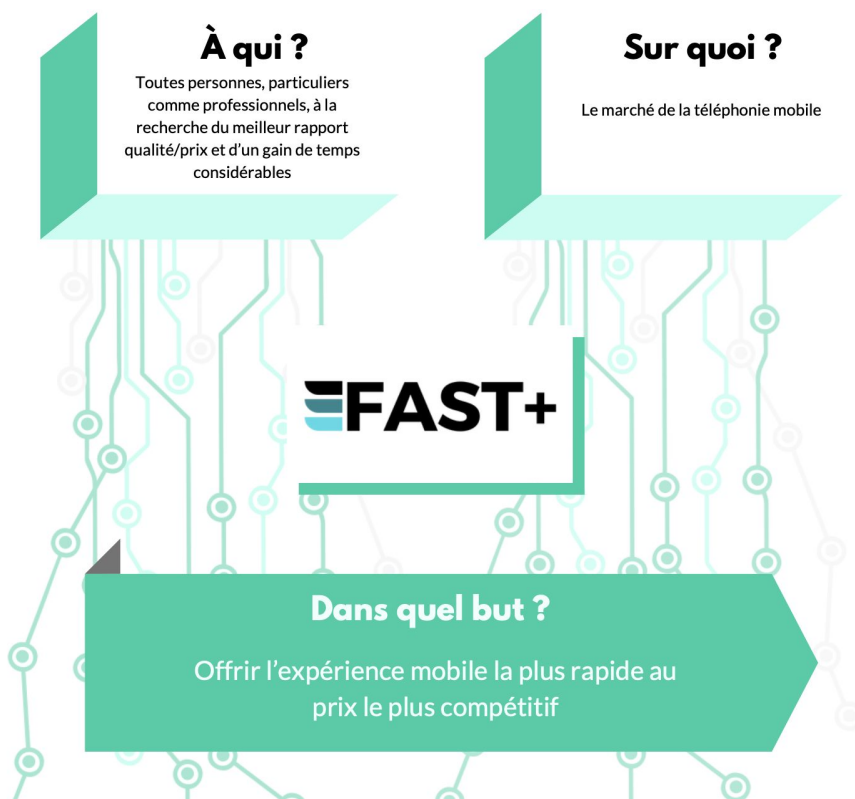 À qui ?
Toutes personnes, particuliers
comme professionnels, à la
recherche du meilleur rapport
qualité/prix et d'un gain de temps
considérables
Sur quoi ?
Le marché de la téléphonie mobile
FAST+
Dans quel but ?
Offrir l'expérience mobile la plus rapide au
prix le plus compétitif